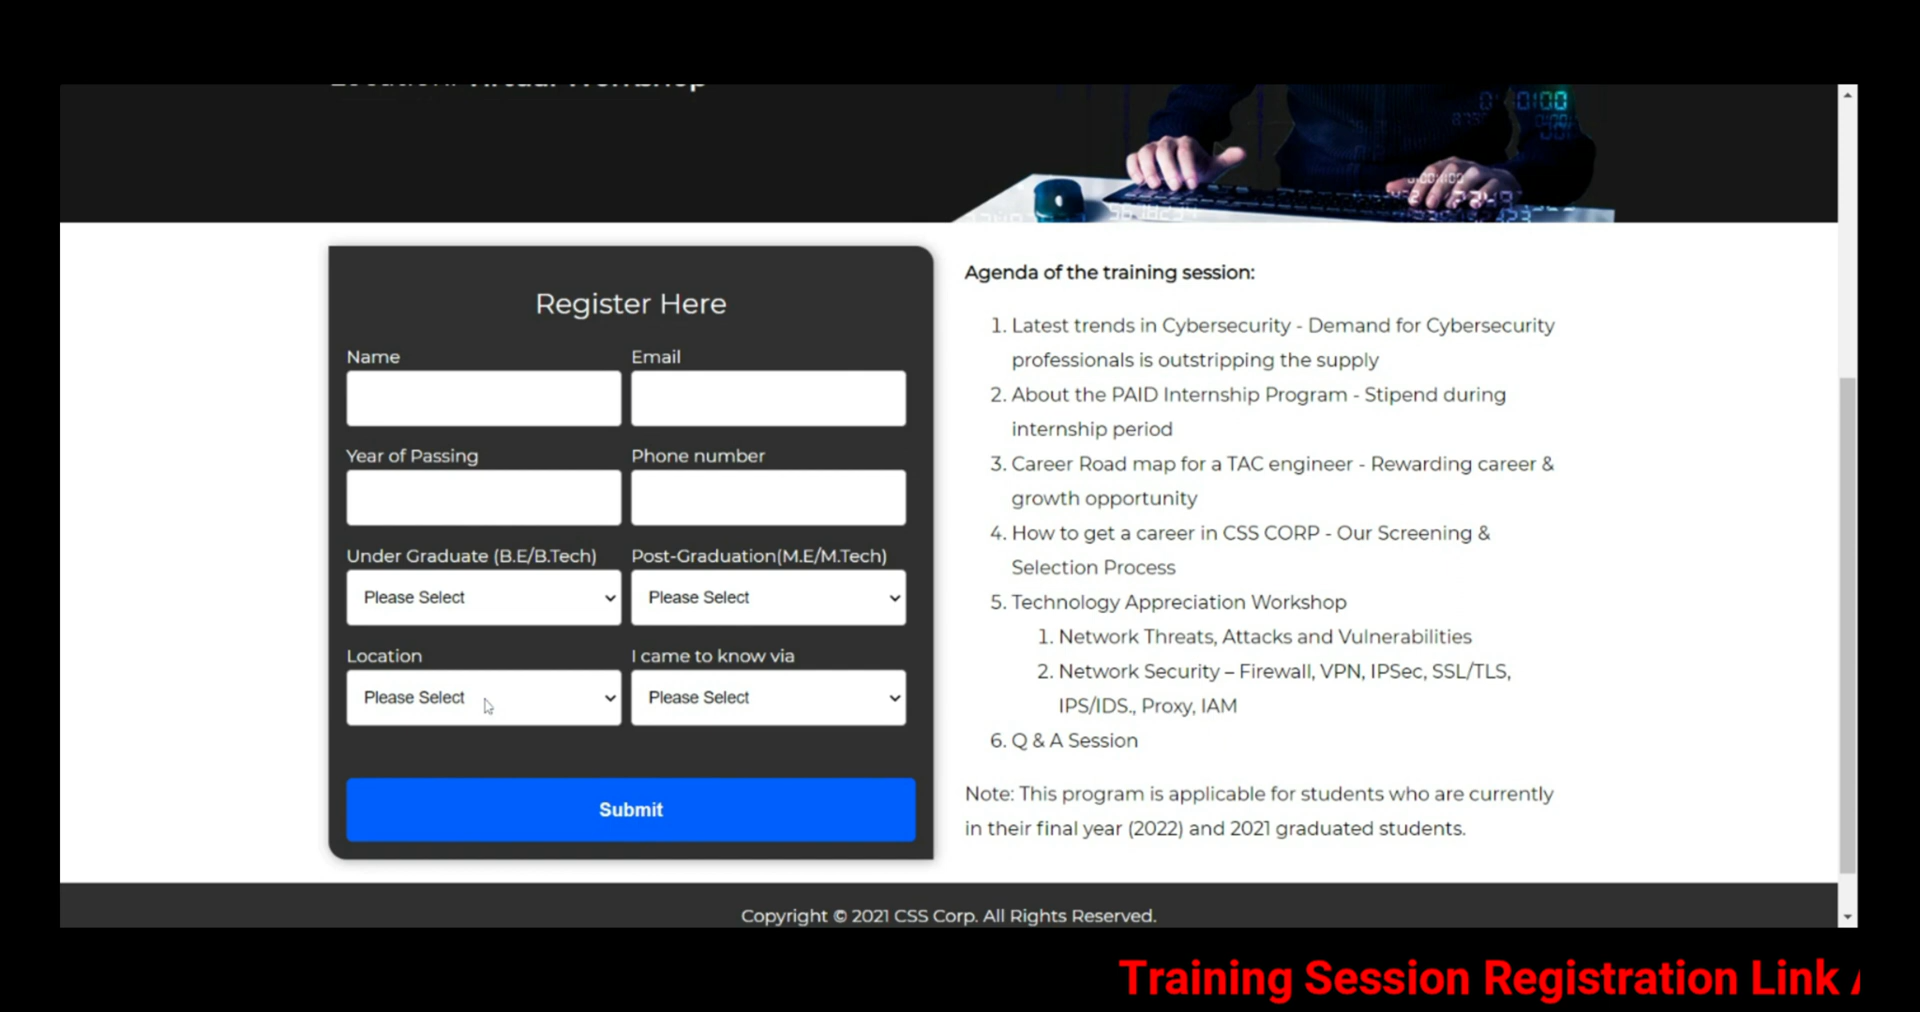 Location: Virtual Workshop
Register Here
Name Email
Year of Passing Phone number
Under Graduate (B.E/B.Tech) Post-Graduation(M.E/M.Tech)
Please Select Please Select
Location I came to know via
Please Select Please Select
Submit
Agenda of the training session:
1. Latest trends in Cybersecurity - Demand for Cybersecurity
professionals is outstripping the supply
2. About the PAID Internship Program - Stipend during
internship period
3. Career Road map for a TAC engineer - Rewarding career &
growth opportunity
4. How to get a career in CSS CORP - Our Screening &
Selection Process
5. Technology Appreciation Workshop
1. Network Threats, Attacks and Vulnerabilities
2. Network Security – Firewall, VPN, IPSec, SSL/TLS,
IPS/IDS., Proxy, IAM
6. Q & A Session
Note: This program is applicable for students who are currently
in their final year (2022) and 2021 graduated students.
Copyright © 2021 CSS Corp. All Rights Reserved.
Training Session Registration Link